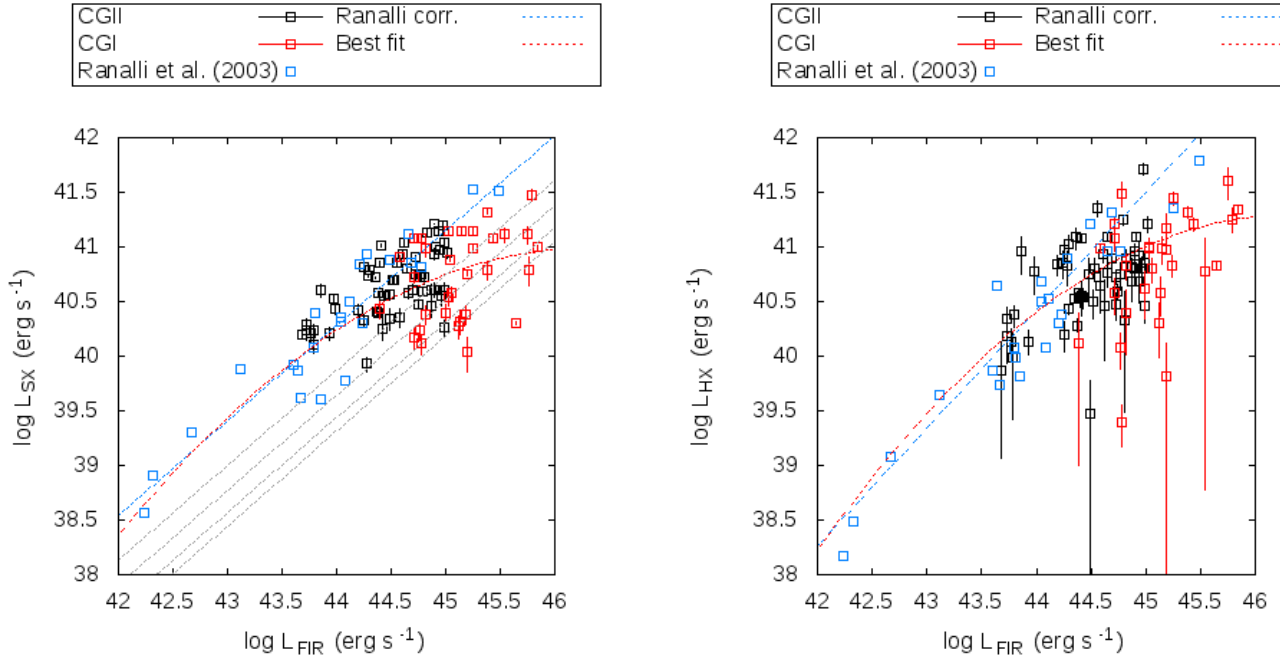 CGII Ranalli corr.
CGI Best fit
Ranalli et al. (2003)
42
41.5
41
40.5
40
39.5
39
38.5
38
log L_SX (erg s^-1)
42 42.5 43 43.5 44 44.5 45 45.5 46
log L_FIR (erg s^-1)
CGII Ranalli corr.
CGI Best fit
Ranalli et al. (2003)
42
41.5
41
40.5
40
39.5
39
38.5
38
log L_HX (erg s^-1)
42 42.5 43 43.5 44 44.5 45 45.5 46
log L_FIR (erg s^-1)